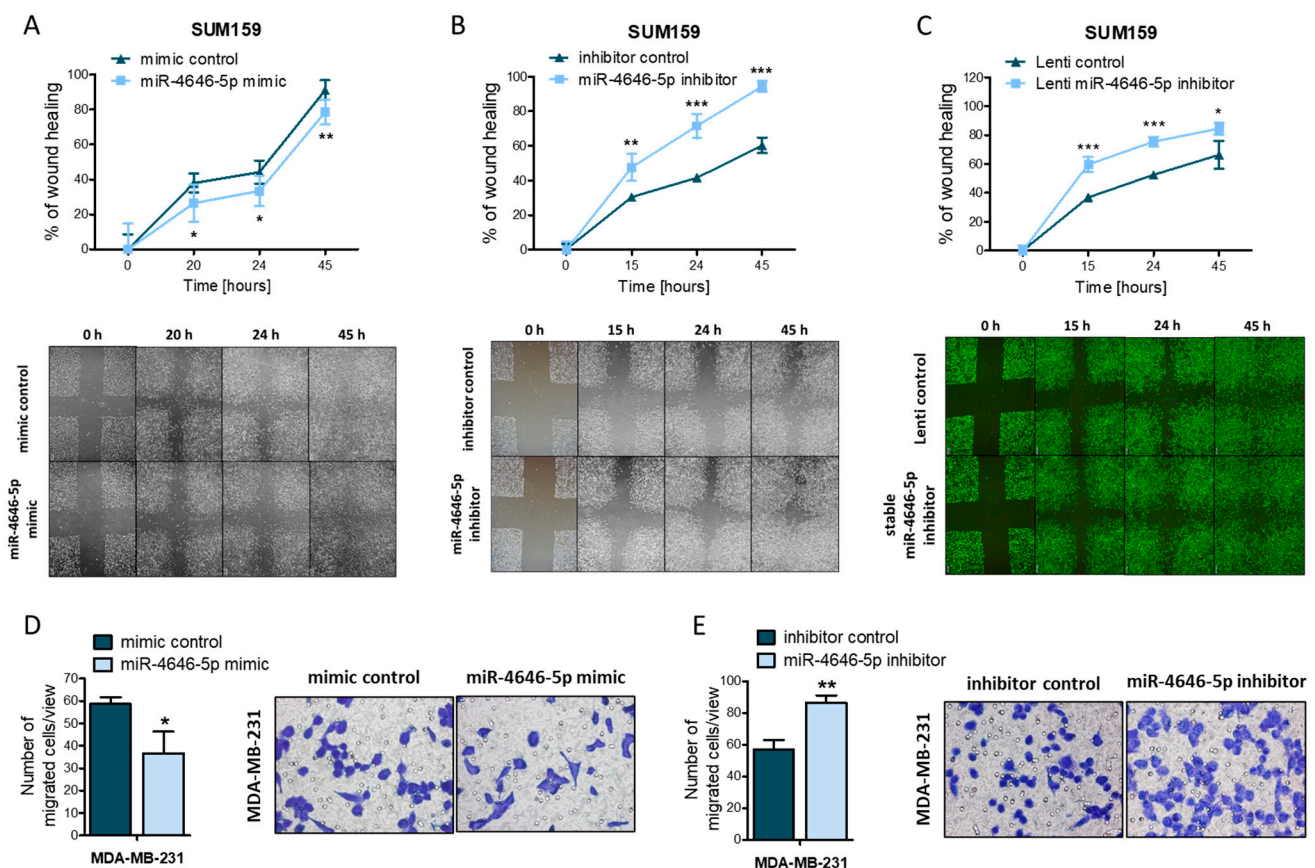 A
SUM159
mimic control
miR-4646-5p mimic
% of wound healing
100
80
60
40
20
0
*
*
**
0 20 24 45
Time [hours]
0 h 20 h 24 h 45 h
mimic control
miR-4646-5p
mimic
B
SUM159
inhibitor control
miR-4646-5p inhibitor
% of wound healing
100
80
60
40
20
0
**
***
***
0 15 24 45
Time [hours]
0 h 15 h 24 h 45 h
inhibitor control
miR-4646-5p
inhibitor
C
SUM159
Lenti control
Lenti miR-4646-5p inhibitor
% of wound healing
120
100
80
60
40
20
0
***
***
*
0 15 24 45
Time [hours]
0 h 15 h 24 h 45 h
Lenti control
stable
miR-4646-5p
inhibitor
D
mimic control
miR-4646-5p mimic
Number of
migrated cells/view
70
60
50
40
30
20
10
0
*
MDA-MB-231
mimic control miR-4646-5p mimic
MDA-MB-231
E
inhibitor control
miR-4646-5p inhibitor
Number of
migrated cells/view
100
80
60
40
20
0
**
MDA-MB-231
inhibitor control miR-4646-5p inhibitor
MDA-MB-231